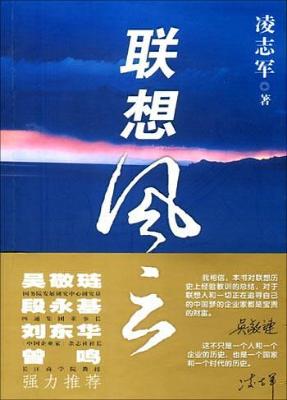 凌志军
著
联想
风云
吴敬琏
国务院发展研究中心研究员
段永基
四通集团董事长
刘东华
《中国企业家》杂志社社长
曾鸣
长江商学院教授
强力推荐
我相信，本书对联想历
史上经验教训的总结，对于
联想人和一切正在追寻自己
的中国梦的企业家都是宝贵
的财富。
吴敬琏
这不只是一个人和一个
企业的历史，也是一个国家
和一个时代的历史。
凌志军